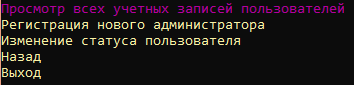 Просмотр всех учетных записей пользователей
Регистрация нового администратора
Изменение статуса пользователя
Назад
Выход